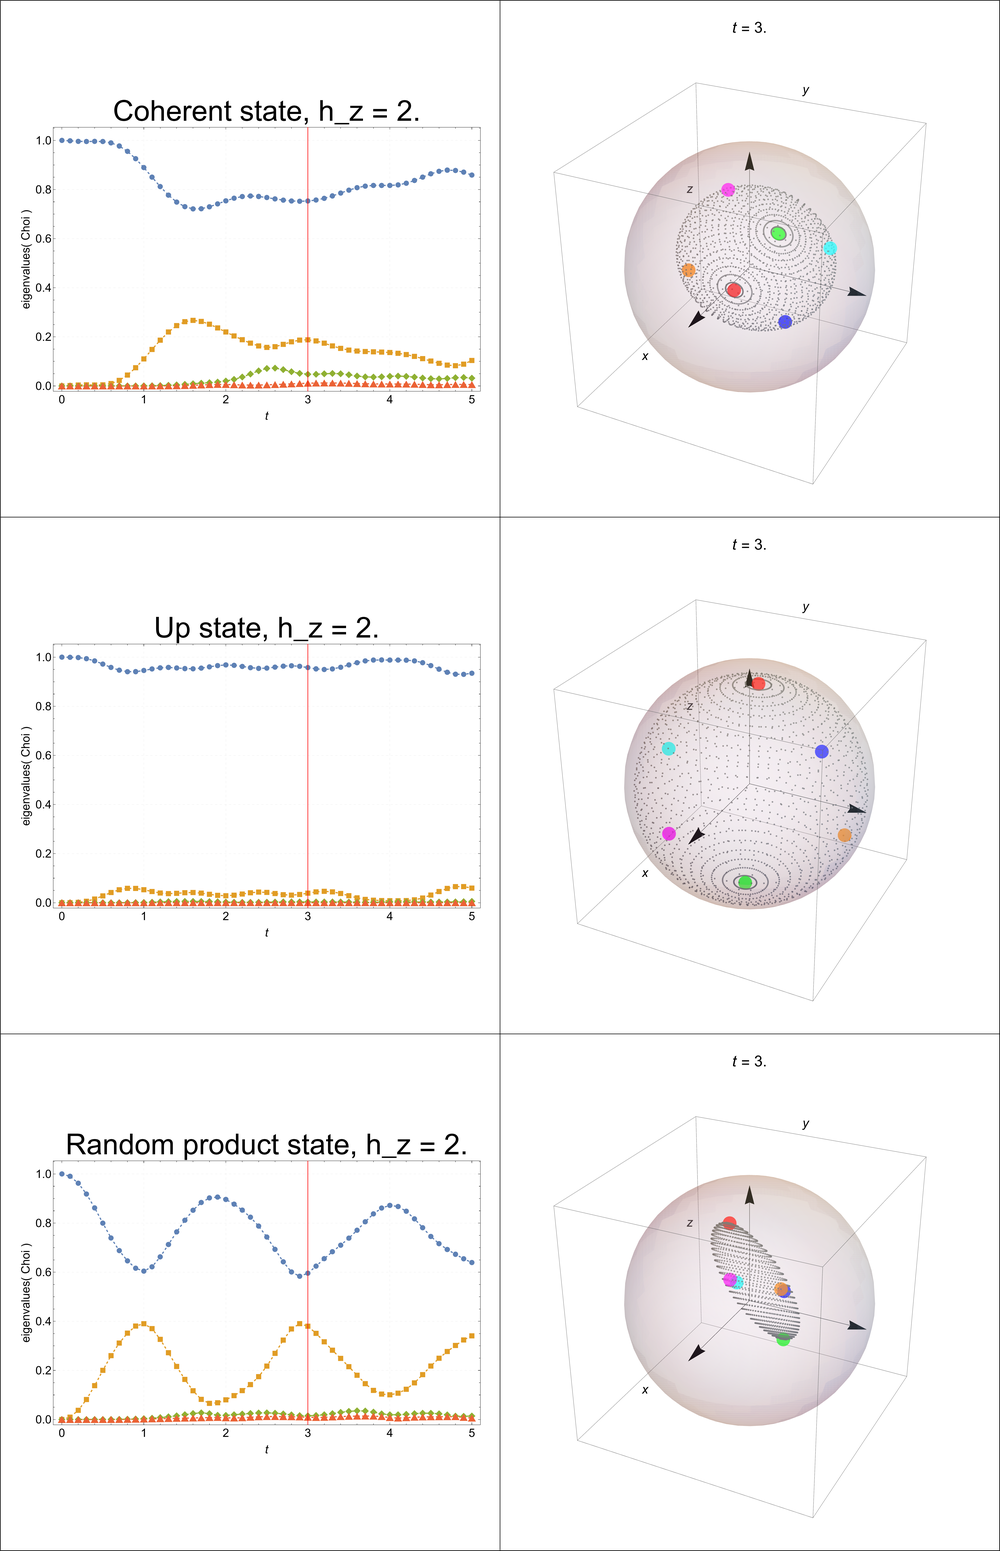 t = 3.
y
Coherent state, h_z = 2.
1.0
0.8
0.6
0.4
0.2
0.0
eigenvalues( Choi )
0 1 2 3 4 5
t
z
x
t = 3.
y
Up state, h_z = 2.
1.0
0.8
0.6
0.4
0.2
0.0
eigenvalues( Choi )
0 1 2 3 4 5
t
z
x
t = 3.
y
Random product state, h_z = 2.
1.0
0.8
0.6
0.4
0.2
0.0
eigenvalues( Choi )
0 1 2 3 4 5
t
z
x